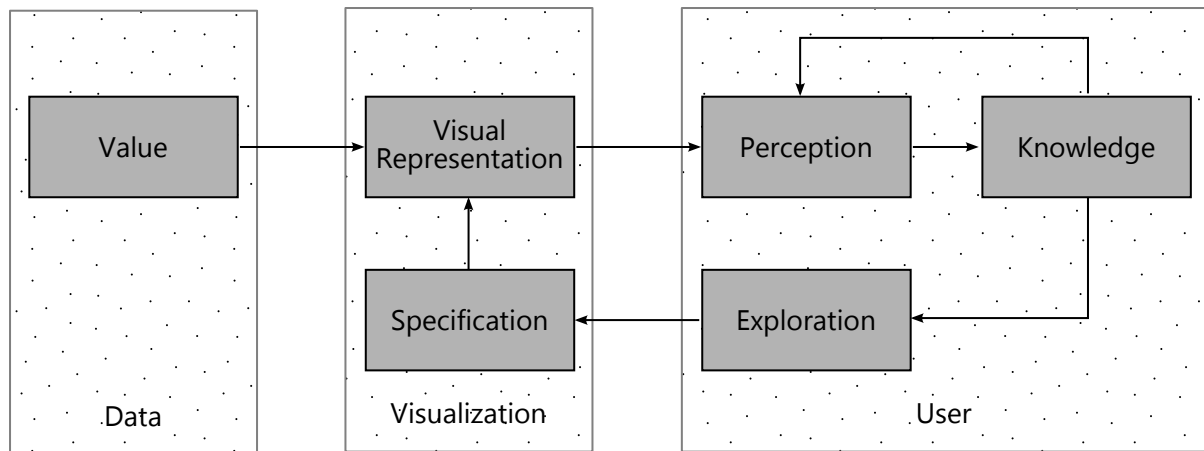 Value
Visual
Representation
Perception
Knowledge
Specification
Exploration
Data
Visualization
User